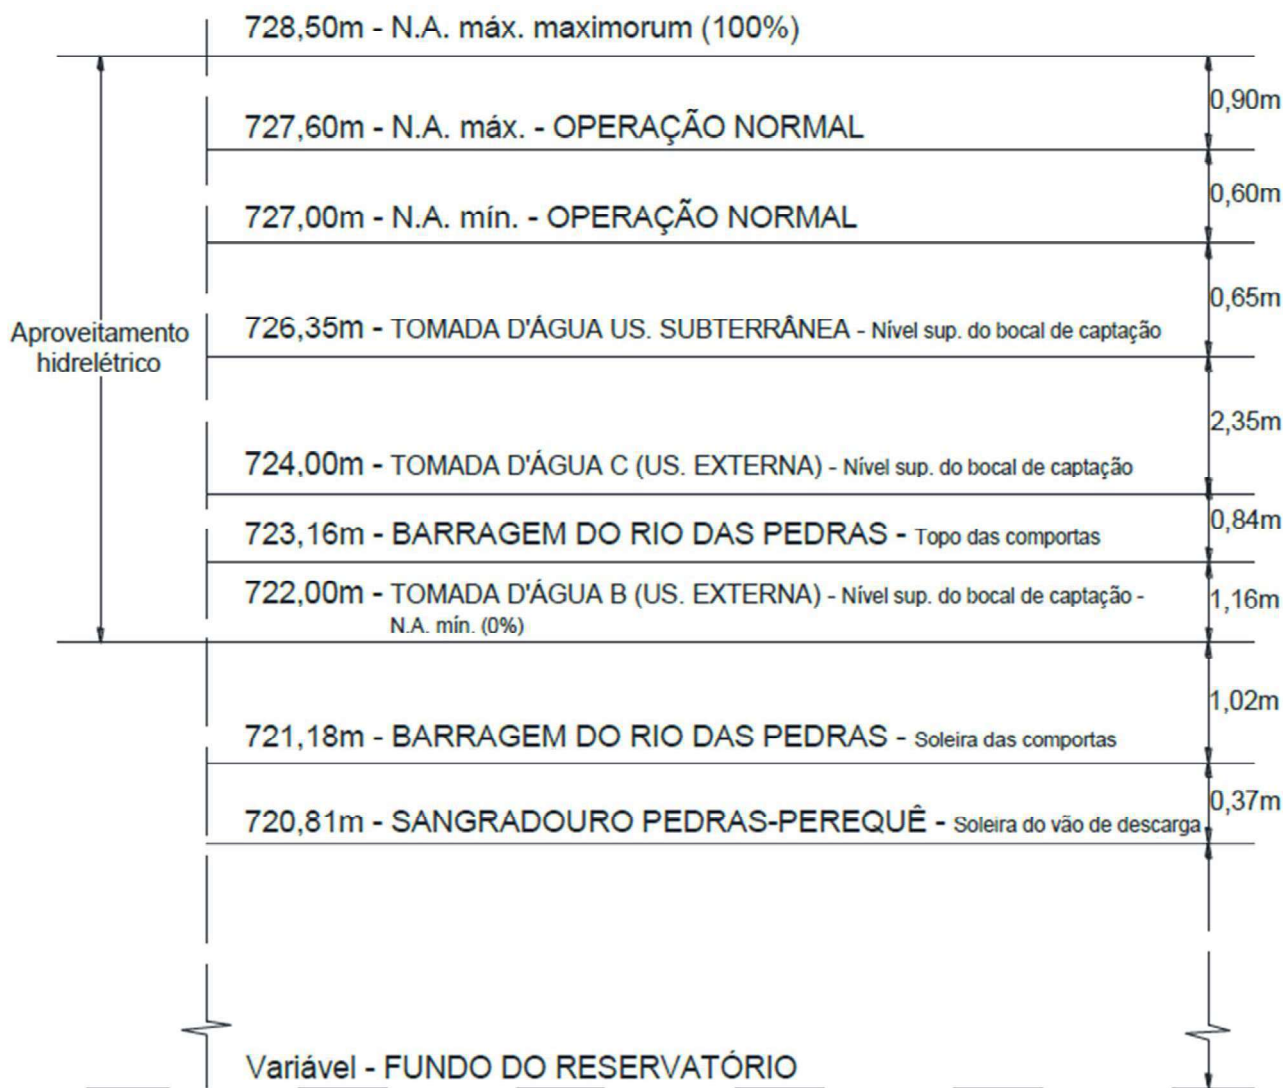 728,50m - N.A. máx. maximorum (100%)
0,90m
727,60m - N.A. máx. - OPERAÇÃO NORMAL
0,60m
727,00m - N.A. mín. - OPERAÇÃO NORMAL
0,65m
726,35m - TOMADA D'ÁGUA US. SUBTERRÂNEA - Nível sup. do bocal de captação
Aproveitamento
hidrelétrico
2,35m
724,00m - TOMADA D'ÁGUA C (US. EXTERNA) - Nível sup. do bocal de captação
0,84m
723,16m - BARRAGEM DO RIO DAS PEDRAS - Topo das comportas
722,00m - TOMADA D'ÁGUA B (US. EXTERNA) - Nível sup. do bocal de captação -
N.A. mín. (0%)
1,16m
1,02m
721,18m - BARRAGEM DO RIO DAS PEDRAS - Soleira das comportas
0,37m
720,81m - SANGRADOURO PEDRAS-PEREQUÊ - Soleira do vão de descarga
Variável - FUNDO DO RESERVATÓRIO